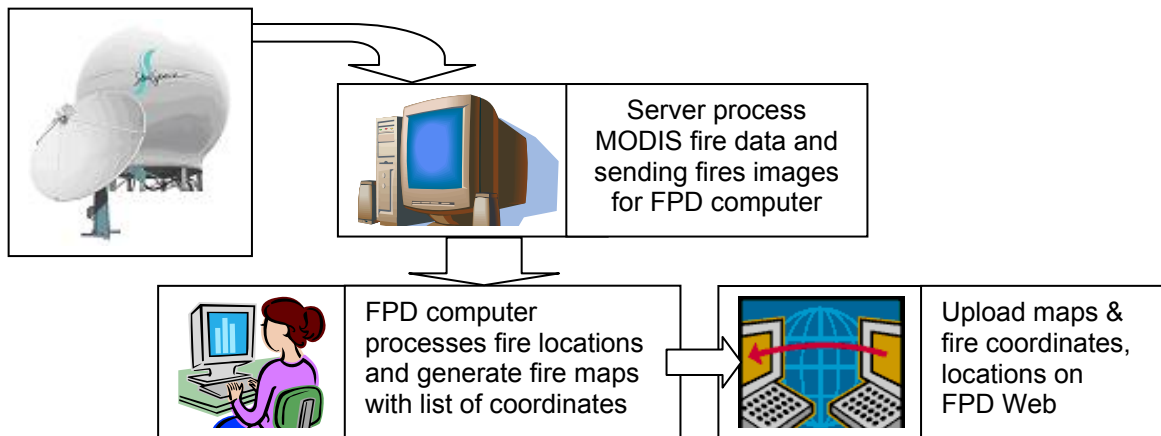 SeaSpace
Server process
MODIS fire data and
sending fires images
for FPD computer
FPD computer
processes fire locations
and generate fire maps
with list of coordinates
Upload maps &
fire coordinates,
locations on
FPD Web